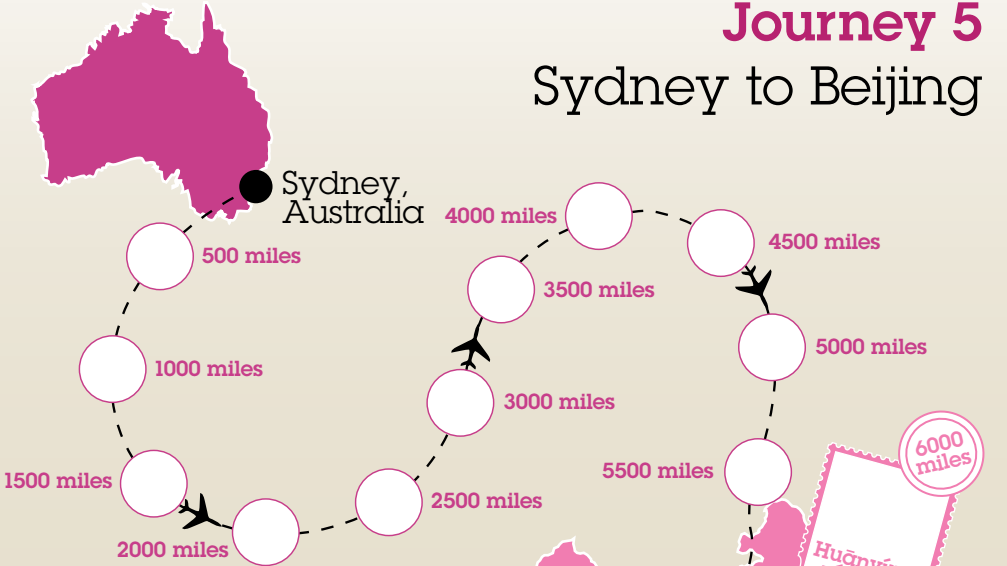 Journey 5
Sydney to Beijing
Sydney,
Australia
500 miles
1000 miles
1500 miles
2000 miles
2500 miles
3000 miles
3500 miles
4000 miles
4500 miles
5000 miles
5500 miles
6000
miles